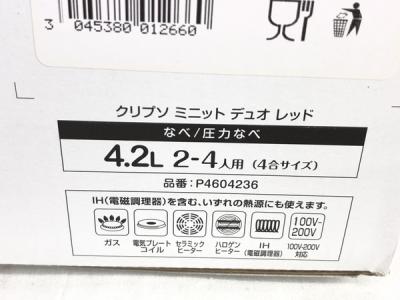 3 045380 012660
クリプソ ミニット デュオ レッド
なべ/圧力なべ
4.2L 2-4人用 (4合サイズ)
品番：P4604236
IH(電磁調理器)を含む、いずれの熱源にも使えます。
100V-200V
ガス 電気プレートコイル セラミックヒーター ハロゲンヒーター IH(電磁調理器) 100V-200V対応